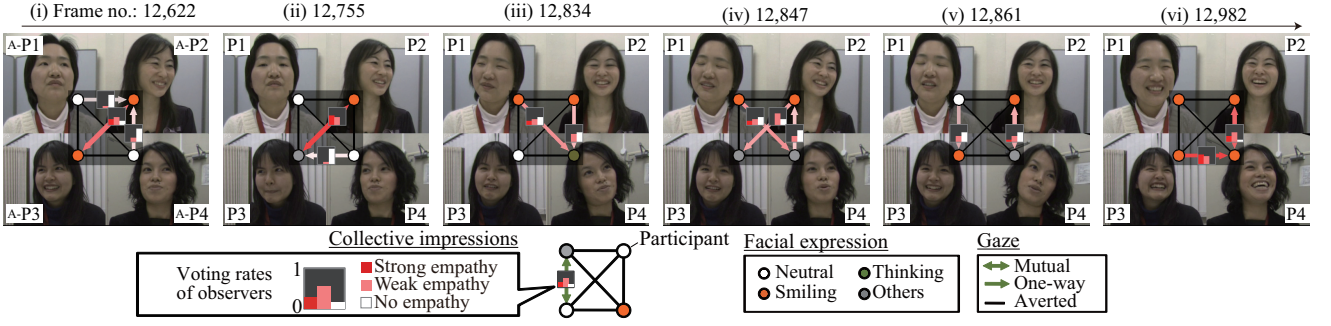 (i) Frame no.: 12,622
(ii) 12,755
(iii) 12,834
(iv) 12,847
(v) 12,861
(vi) 12,982
A-P1
A-P2
P1
P2
P1
P2
P1
P2
P1
P2
P1
P2
A-P3
A-P4
P3
P4
P3
P4
P3
P4
P3
P4
P3
P4
Collective impressions
Voting rates
of observers
1
0
Strong empathy
Weak empathy
No empathy
Participant
Facial expression
Neutral
Thinking
Smiling
Others
Gaze
Mutual
One-way
Averted